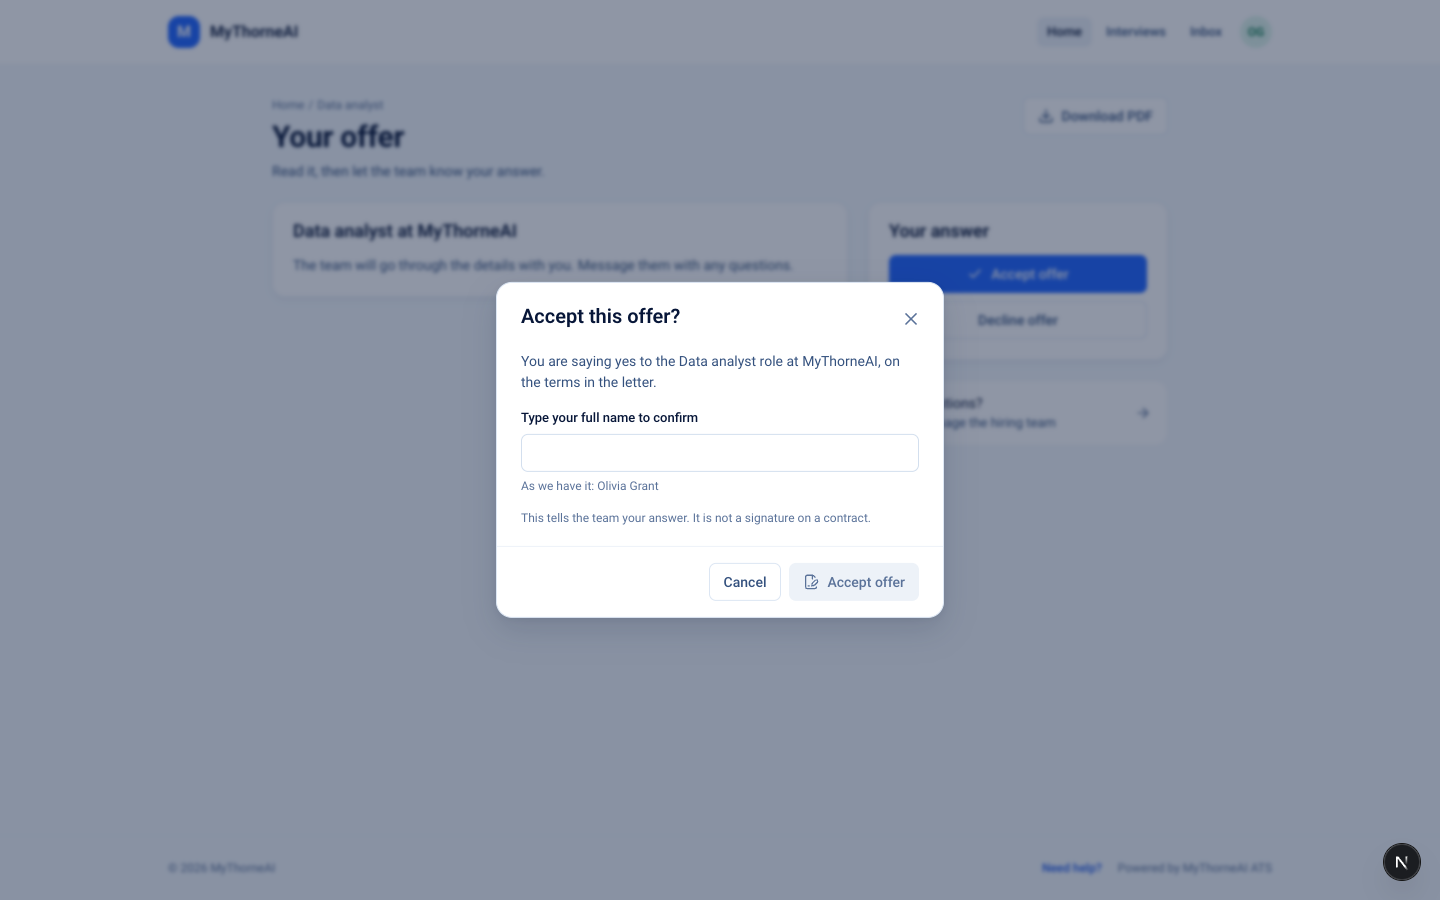 M MyThorneAI
Home Interviews Inbox OG
Home / Data analyst
Your offer
Read it, then let the team know your answer.
Download PDF
Data analyst at MyThorneAI
The team will go through the details with you. Message them with any questions.
Your answer
Accept offer
Decline offer
Accept this offer?
You are saying yes to the Data analyst role at MyThorneAI, on
the terms in the letter.
Type your full name to confirm
As we have it: Olivia Grant
This tells the team your answer. It is not a signature on a contract.
Cancel
Accept offer
the hiring team
© 2026 MyThorneAI
Need help? Powered by MyThorneAI ATS
N